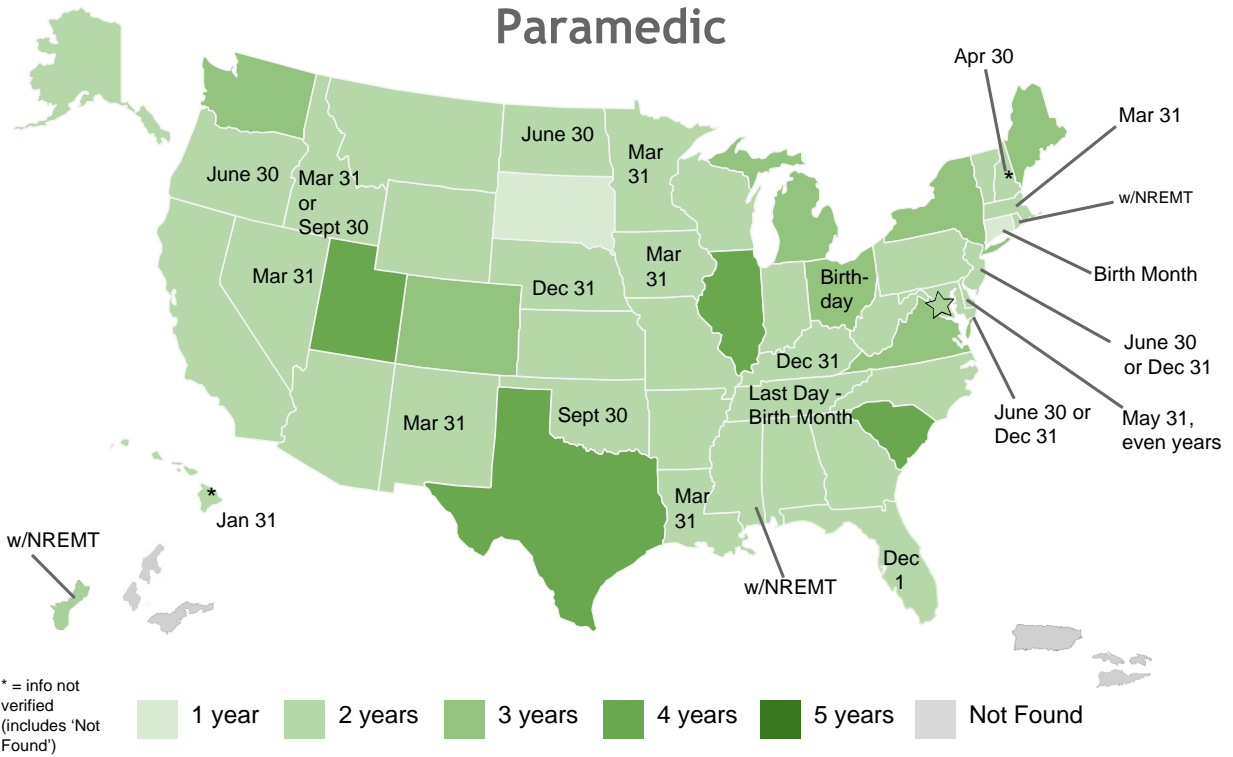 Paramedic
Apr 30
Mar 31
w/NREMT
Birth Month
June 30
or Dec 31
May 31,
even years
June 30 or
Dec 31
June 30
June 30
Mar
31
Mar 31
or
Sept 30
Mar 31
Dec 31
Mar
31
Birth-
day
Dec 31
Last Day -
Birth Month
Mar 31
Sept 30
Mar
31
Dec
1
w/NREMT
*
*
Jan 31
w/NREMT
* = info not
verified
(includes ‘Not
Found’)
1 year
2 years
3 years
4 years
5 years
Not Found